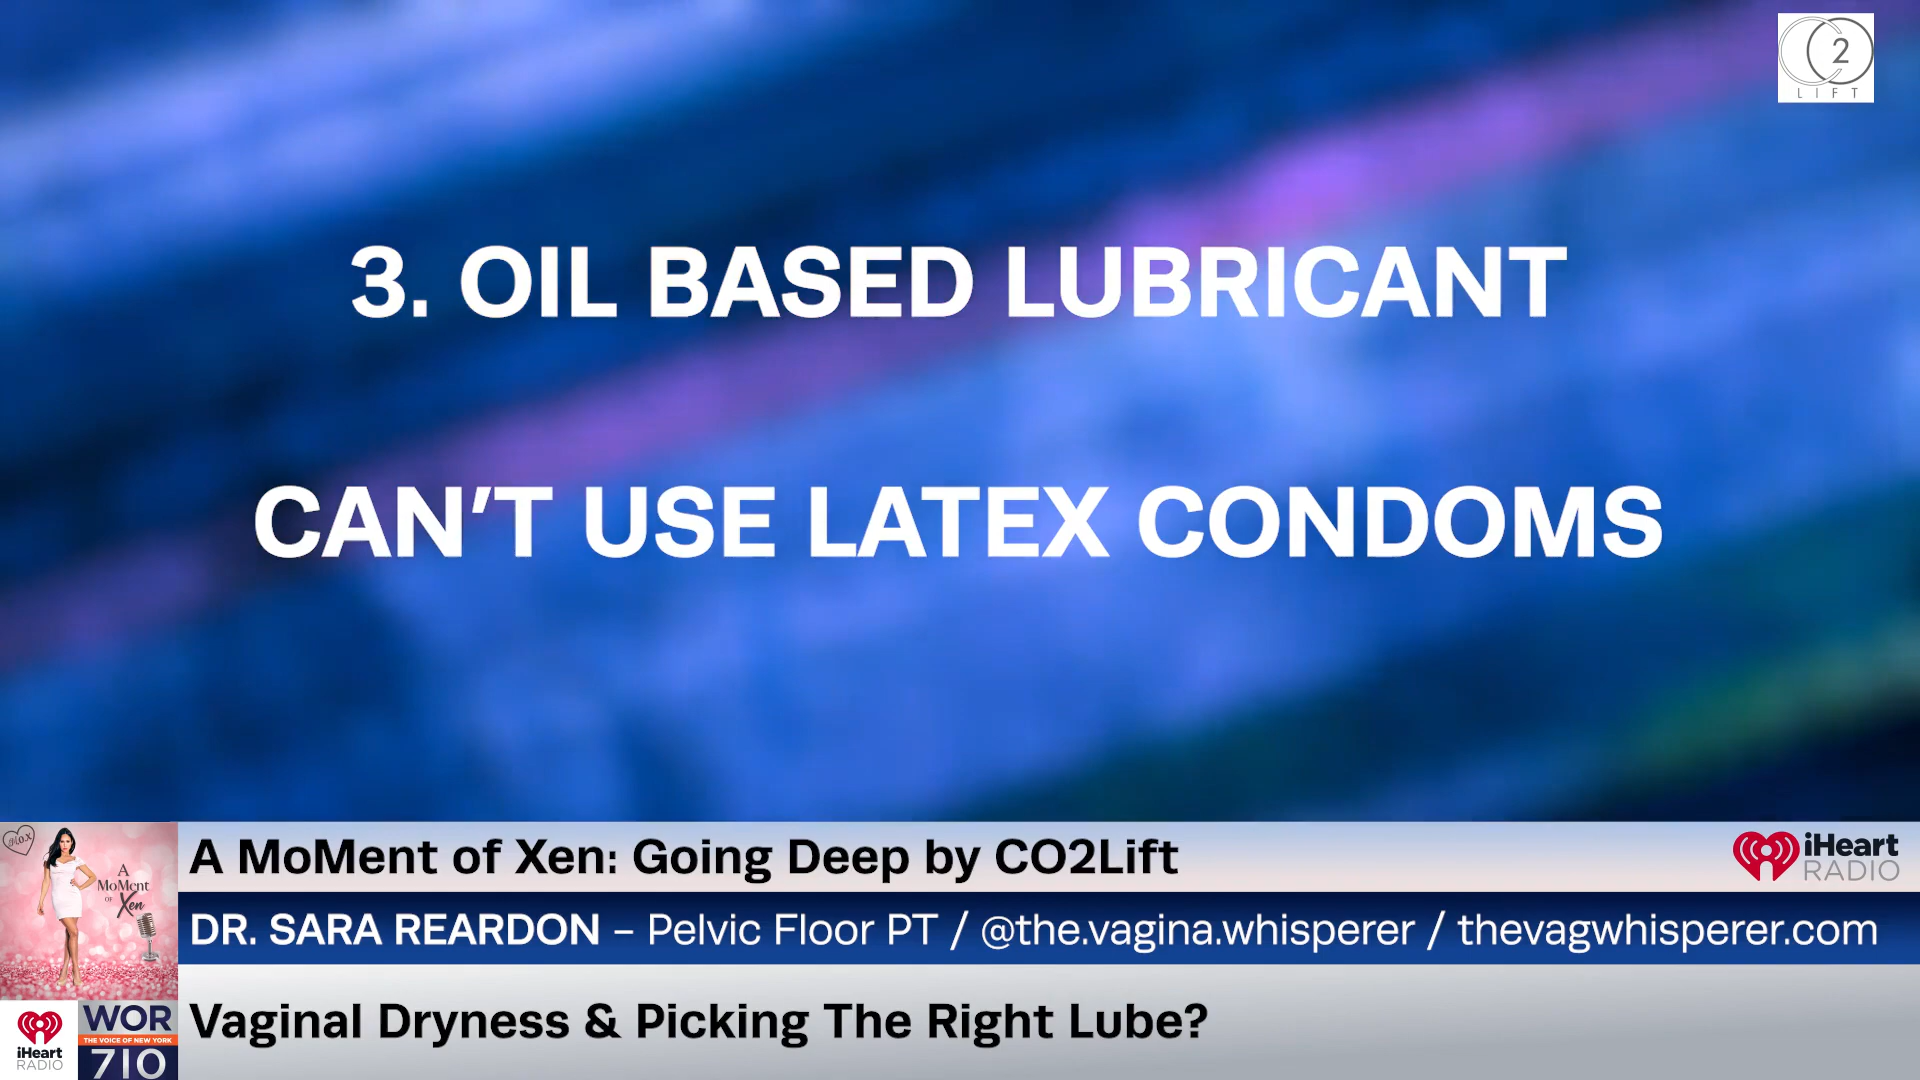 CO2
LIFT
3. OIL BASED LUBRICANT
CAN'T USE LATEX CONDOMS
A MoMent of Xen: Going Deep by CO2Lift
iHeart
RADIO
DR. SARA REARDON – Pelvic Floor PT / @the.vagina.whisperer / thevagwhisperer.com
Vaginal Dryness & Picking The Right Lube?
A
MoMent
OF Xen
iHeart
RADIO
WOR
THE VOICE OF NEW YORK
710